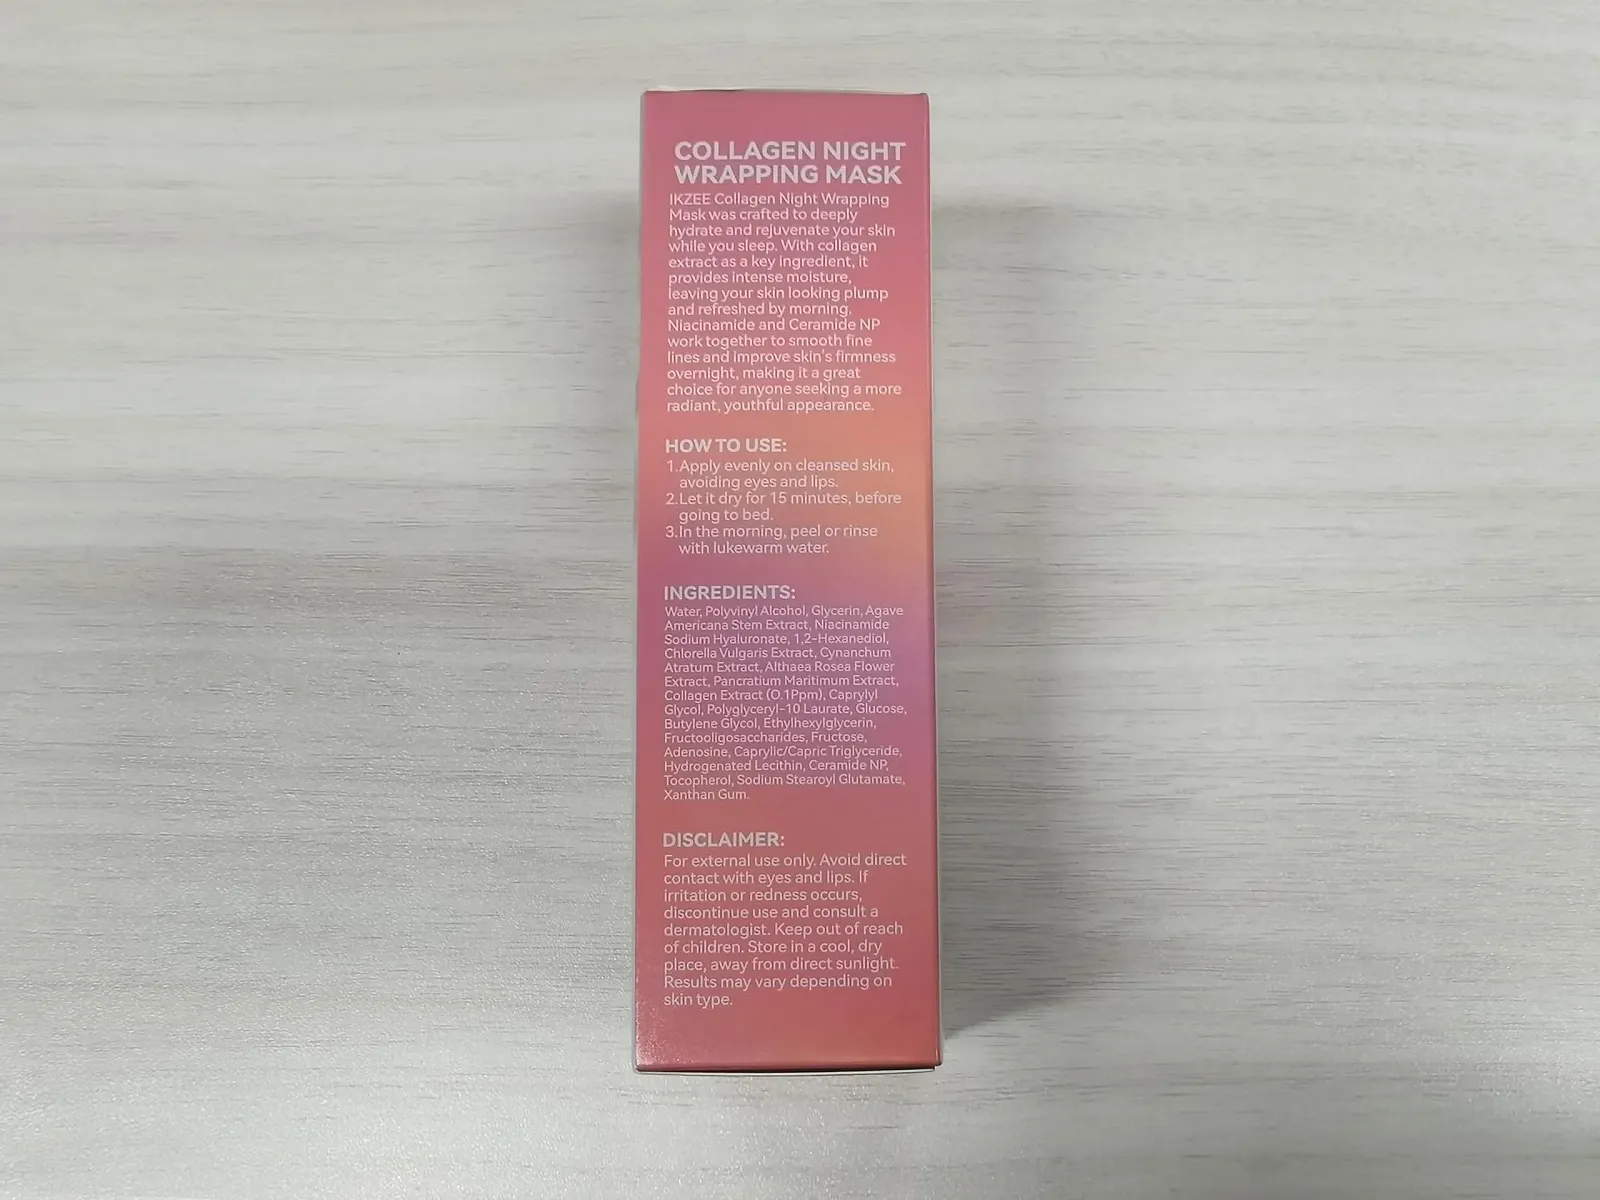 COLLAGEN NIGHT
WRAPPING MASK
IKZEE Collagen Night Wrapping
Mask was crafted to deeply
hydrate and rejuvenate your skin
while you sleep. With collagen
extract as a key ingredient, it
provides intense moisture,
leaving your skin looking plump
and refreshed by morning.
Niacinamide and Ceramide NP
work together to smooth fine
lines and improve skin's firmness
overnight, making it a great
choice for anyone seeking a more
radiant, youthful appearance.
HOW TO USE:
1.Apply evenly on cleansed skin,
avoiding eyes and lips.
2.Let it dry for 15 minutes, before
going to bed.
3.In the morning, peel or rinse
with lukewarm water.
INGREDIENTS:
Water, Polyvinyl Alcohol, Glycerin, Agave
Americana Stem Extract, Niacinamide
Sodium Hyaluronate, 1,2-Hexanediol,
Chlorella Vulgaris Extract, Cynanchum
Atratum Extract, Althaea Rosea Flower
Extract, Pancratium Maritimum Extract,
Collagen Extract (0.1Ppm), Caprylyl
Glycol, Polyglyceryl-10 Laurate, Glucose,
Butylene Glycol, Ethylhexylglycerin,
Fructooligosaccharides, Fructose,
Adenosine, Caprylic/Capric Triglyceride,
Hydrogenated Lecithin, Ceramide NP,
Tocopherol, Sodium Stearoyl Glutamate,
Xanthan Gum.
DISCLAIMER:
For external use only. Avoid direct
contact with eyes and lips. If
irritation or redness occurs,
discontinue use and consult a
dermatologist. Keep out of reach
of children. Store in a cool, dry
place, away from direct sunlight.
Results may vary depending on
skin type.